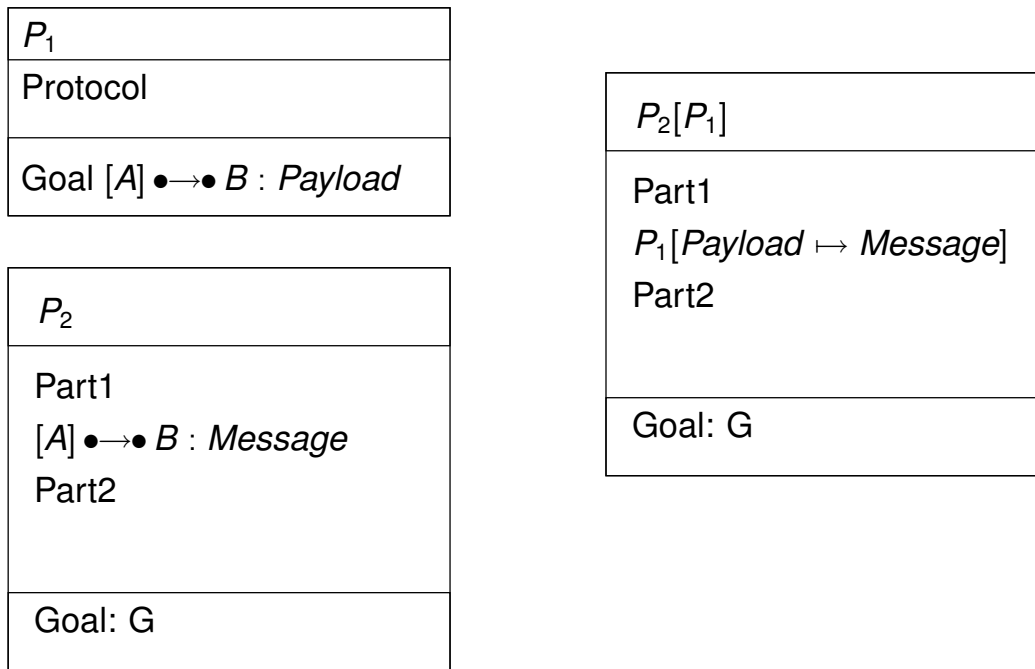 P₁
Protocol
Goal [A] •→• B : Payload
P₂
Part1
[A] •→• B : Message
Part2
Goal: G
P₂[P₁]
Part1
P₁[Payload ↦ Message]
Part2
Goal: G